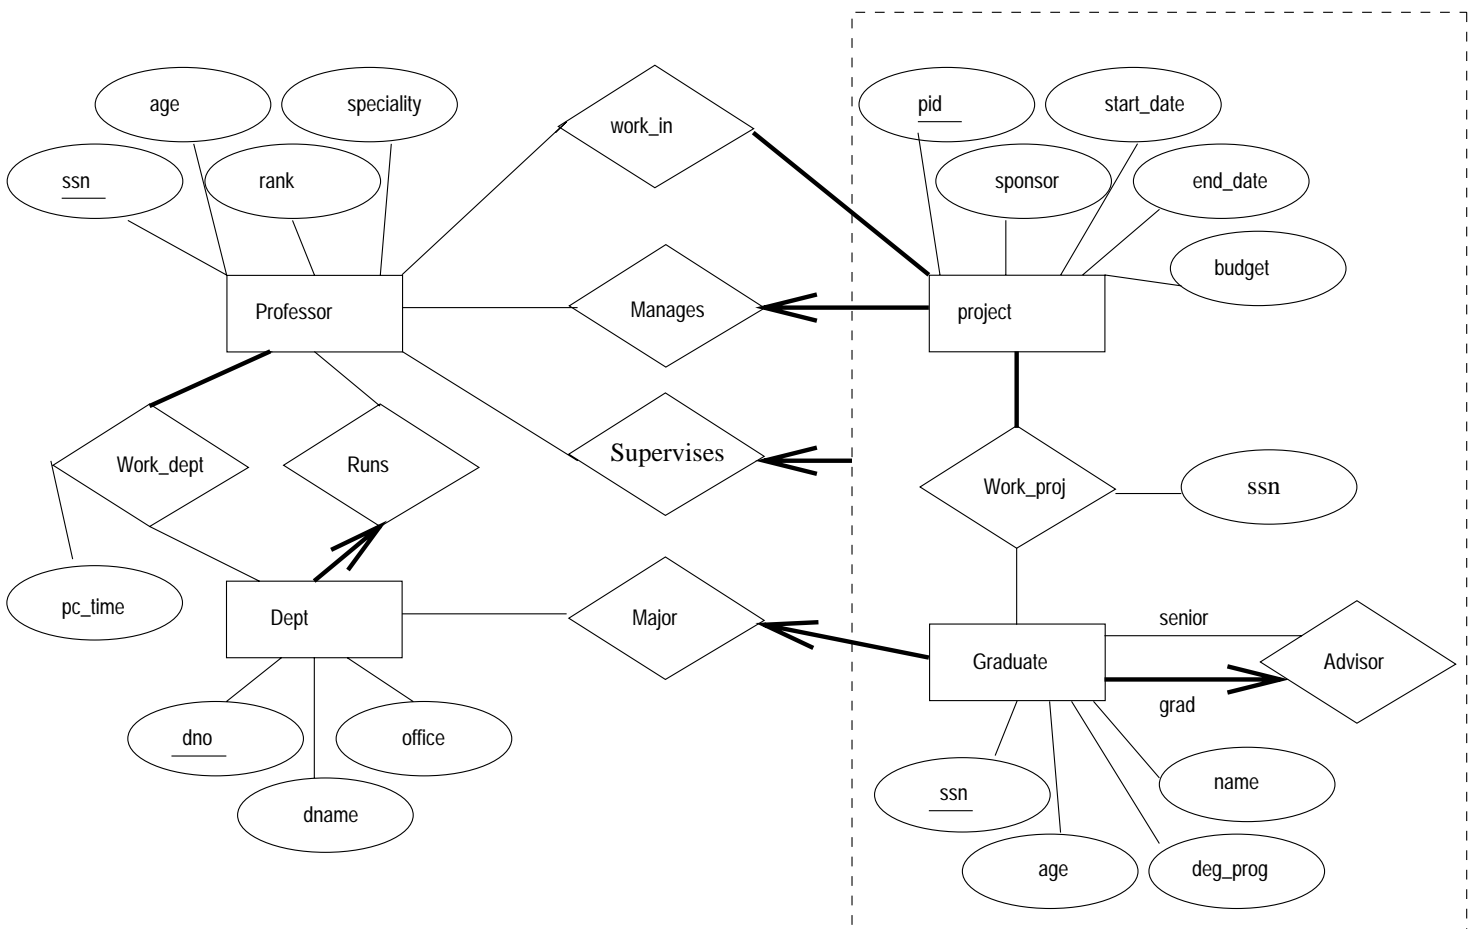 age
speciality
work_in
pid
start_date
ssn
rank
sponsor
end_date
budget
Professor
Manages
project
Work_dept
Runs
Supervises
Work_proj
ssn
pc_time
Dept
Major
senior
Graduate
Advisor
grad
dno
office
dname
ssn
name
age
deg_prog